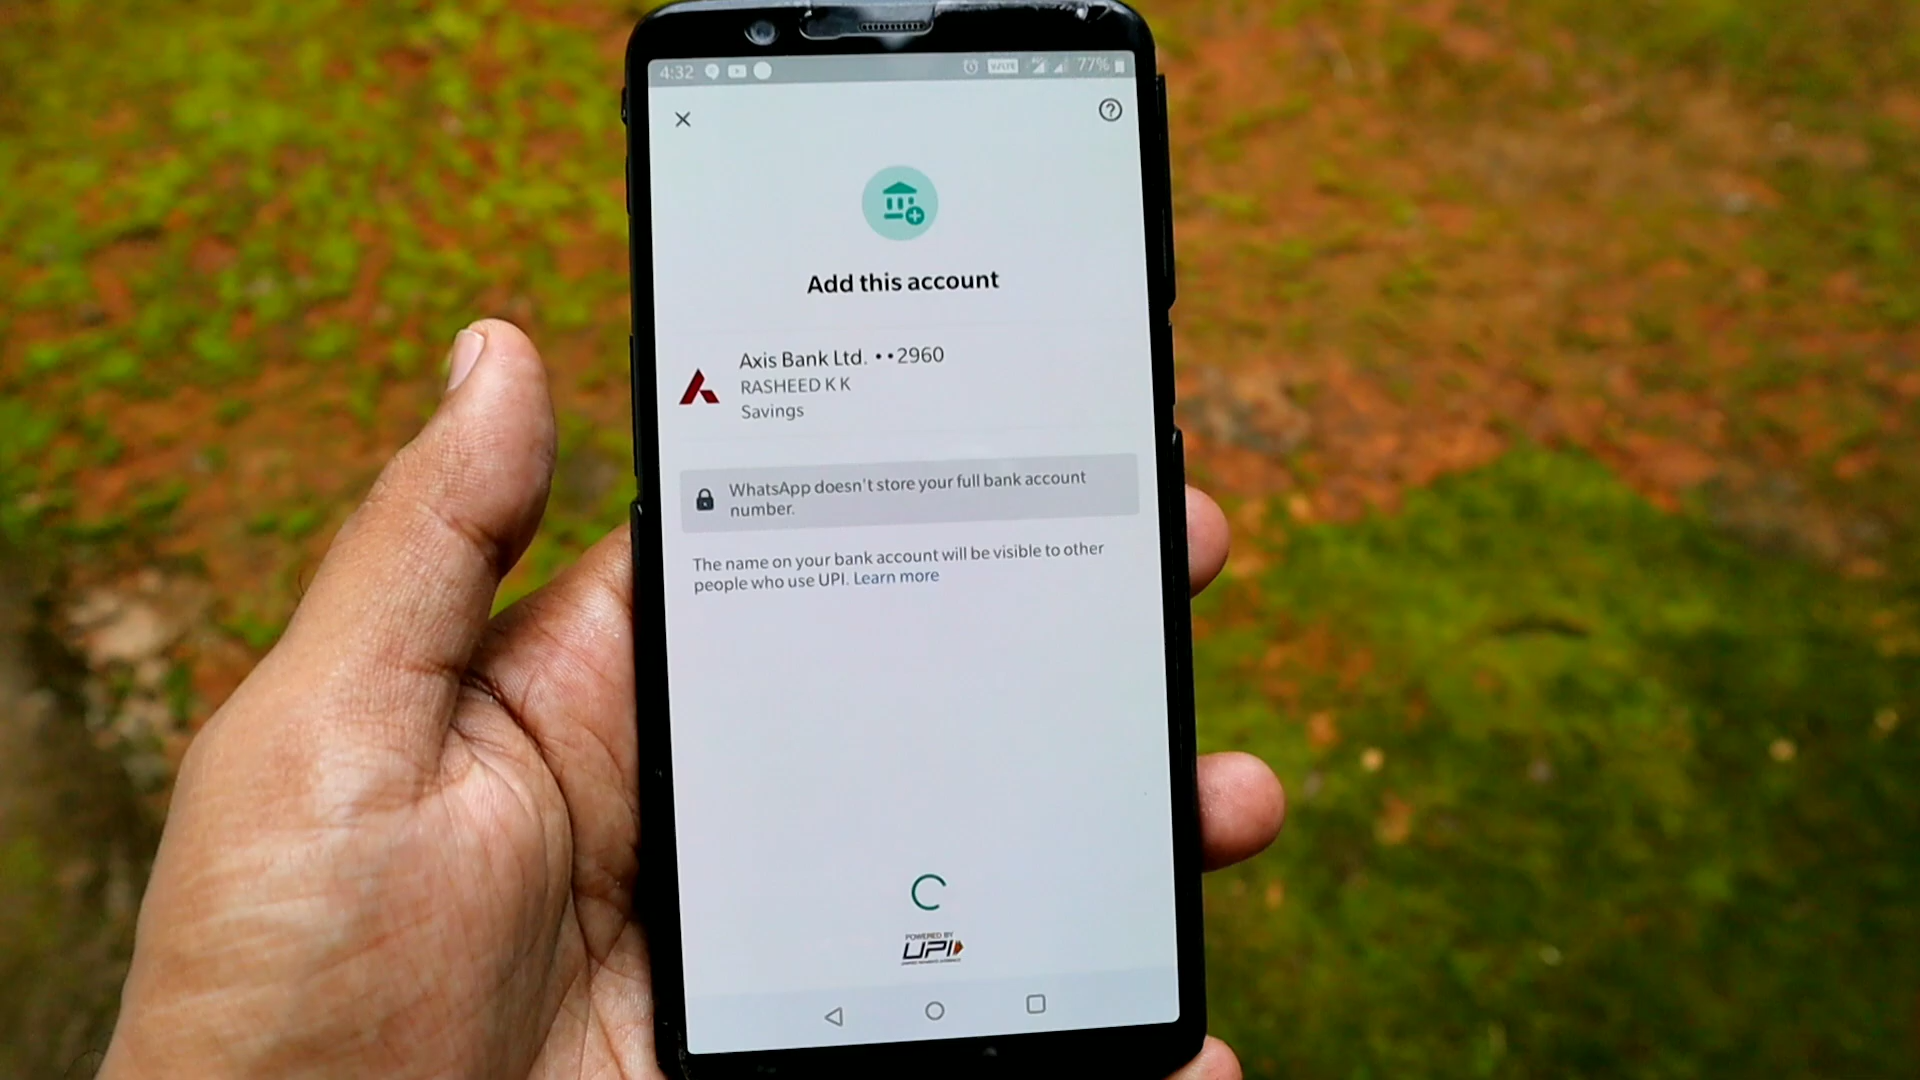 4:32 VoLTE 4G 77%
Add this account
Axis Bank Ltd. ••2960
RASHEED K K
Savings
WhatsApp doesn't store your full bank account
number.
The name on your bank account will be visible to other
people who use UPI. Learn more
POWERED BY
UPI